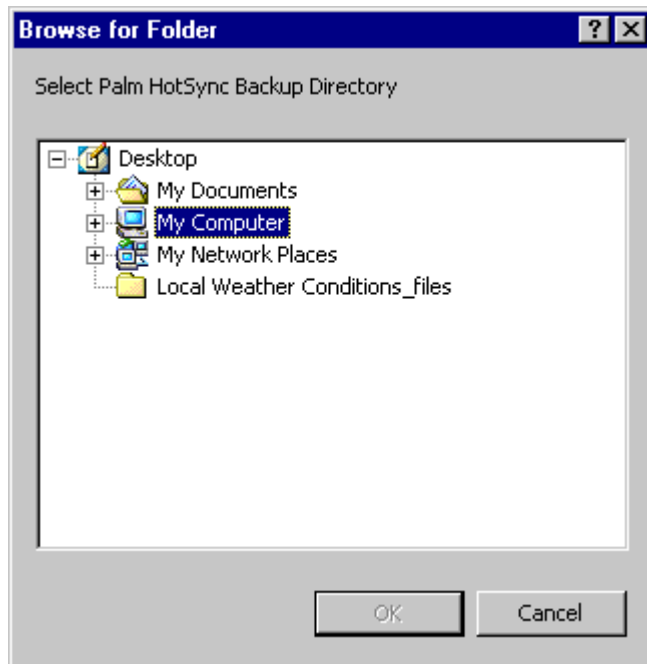 Browse for Folder
Select Palm HotSync Backup Directory
Desktop
My Documents
My Computer
My Network Places
Local Weather Conditions_files
OK Cancel